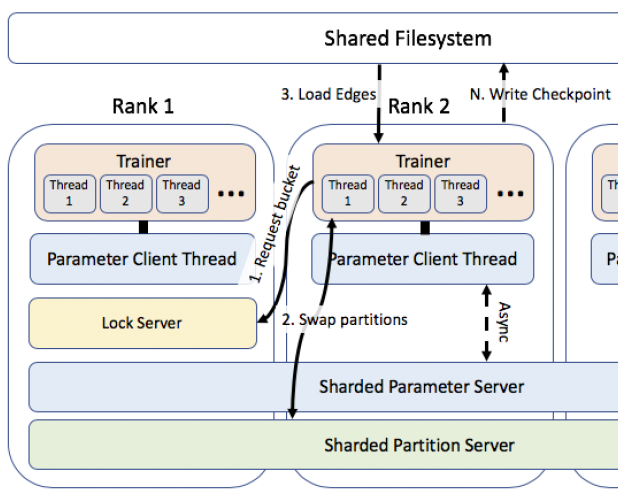 Shared Filesystem
3. Load Edges
N. Write Checkpoint
Rank 1
Rank 2
Trainer
Thread
1
Thread
2
Thread
3
...
Trainer
Thread
1
Thread
2
Thread
3
...
1. Request bucket
Parameter Client Thread
Parameter Client Thread
Lock Server
2. Swap partitions
Async
Sharded Parameter Server
Sharded Partition Server